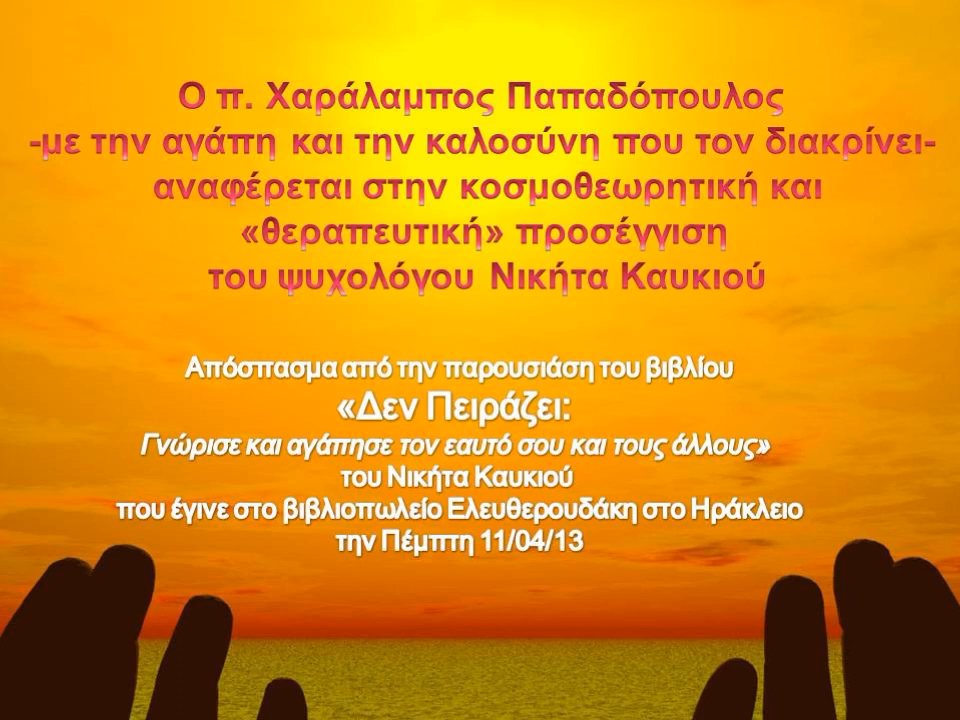 Ο π. Χαράλαμπος Παπαδόπουλος
-με την αγάπη και την καλοσύνη που τον διακρίνει-
αναφέρεται στην κοσμοθεωρητική και
«θεραπευτική» προσέγγιση
του ψυχολόγου Νικήτα Καυκιού
Απόσπασμα από την παρουσιάση του βιβλίου
«Δεν Πειράζει:
Γνώρισε και αγάπησε τον εαυτό σου και τους άλλους»
του Νικήτα Καυκιού
που έγινε στο βιβλιοπωλείο Ελευθερουδάκη στο Ηράκλειο
την Πέμπτη 11/04/13